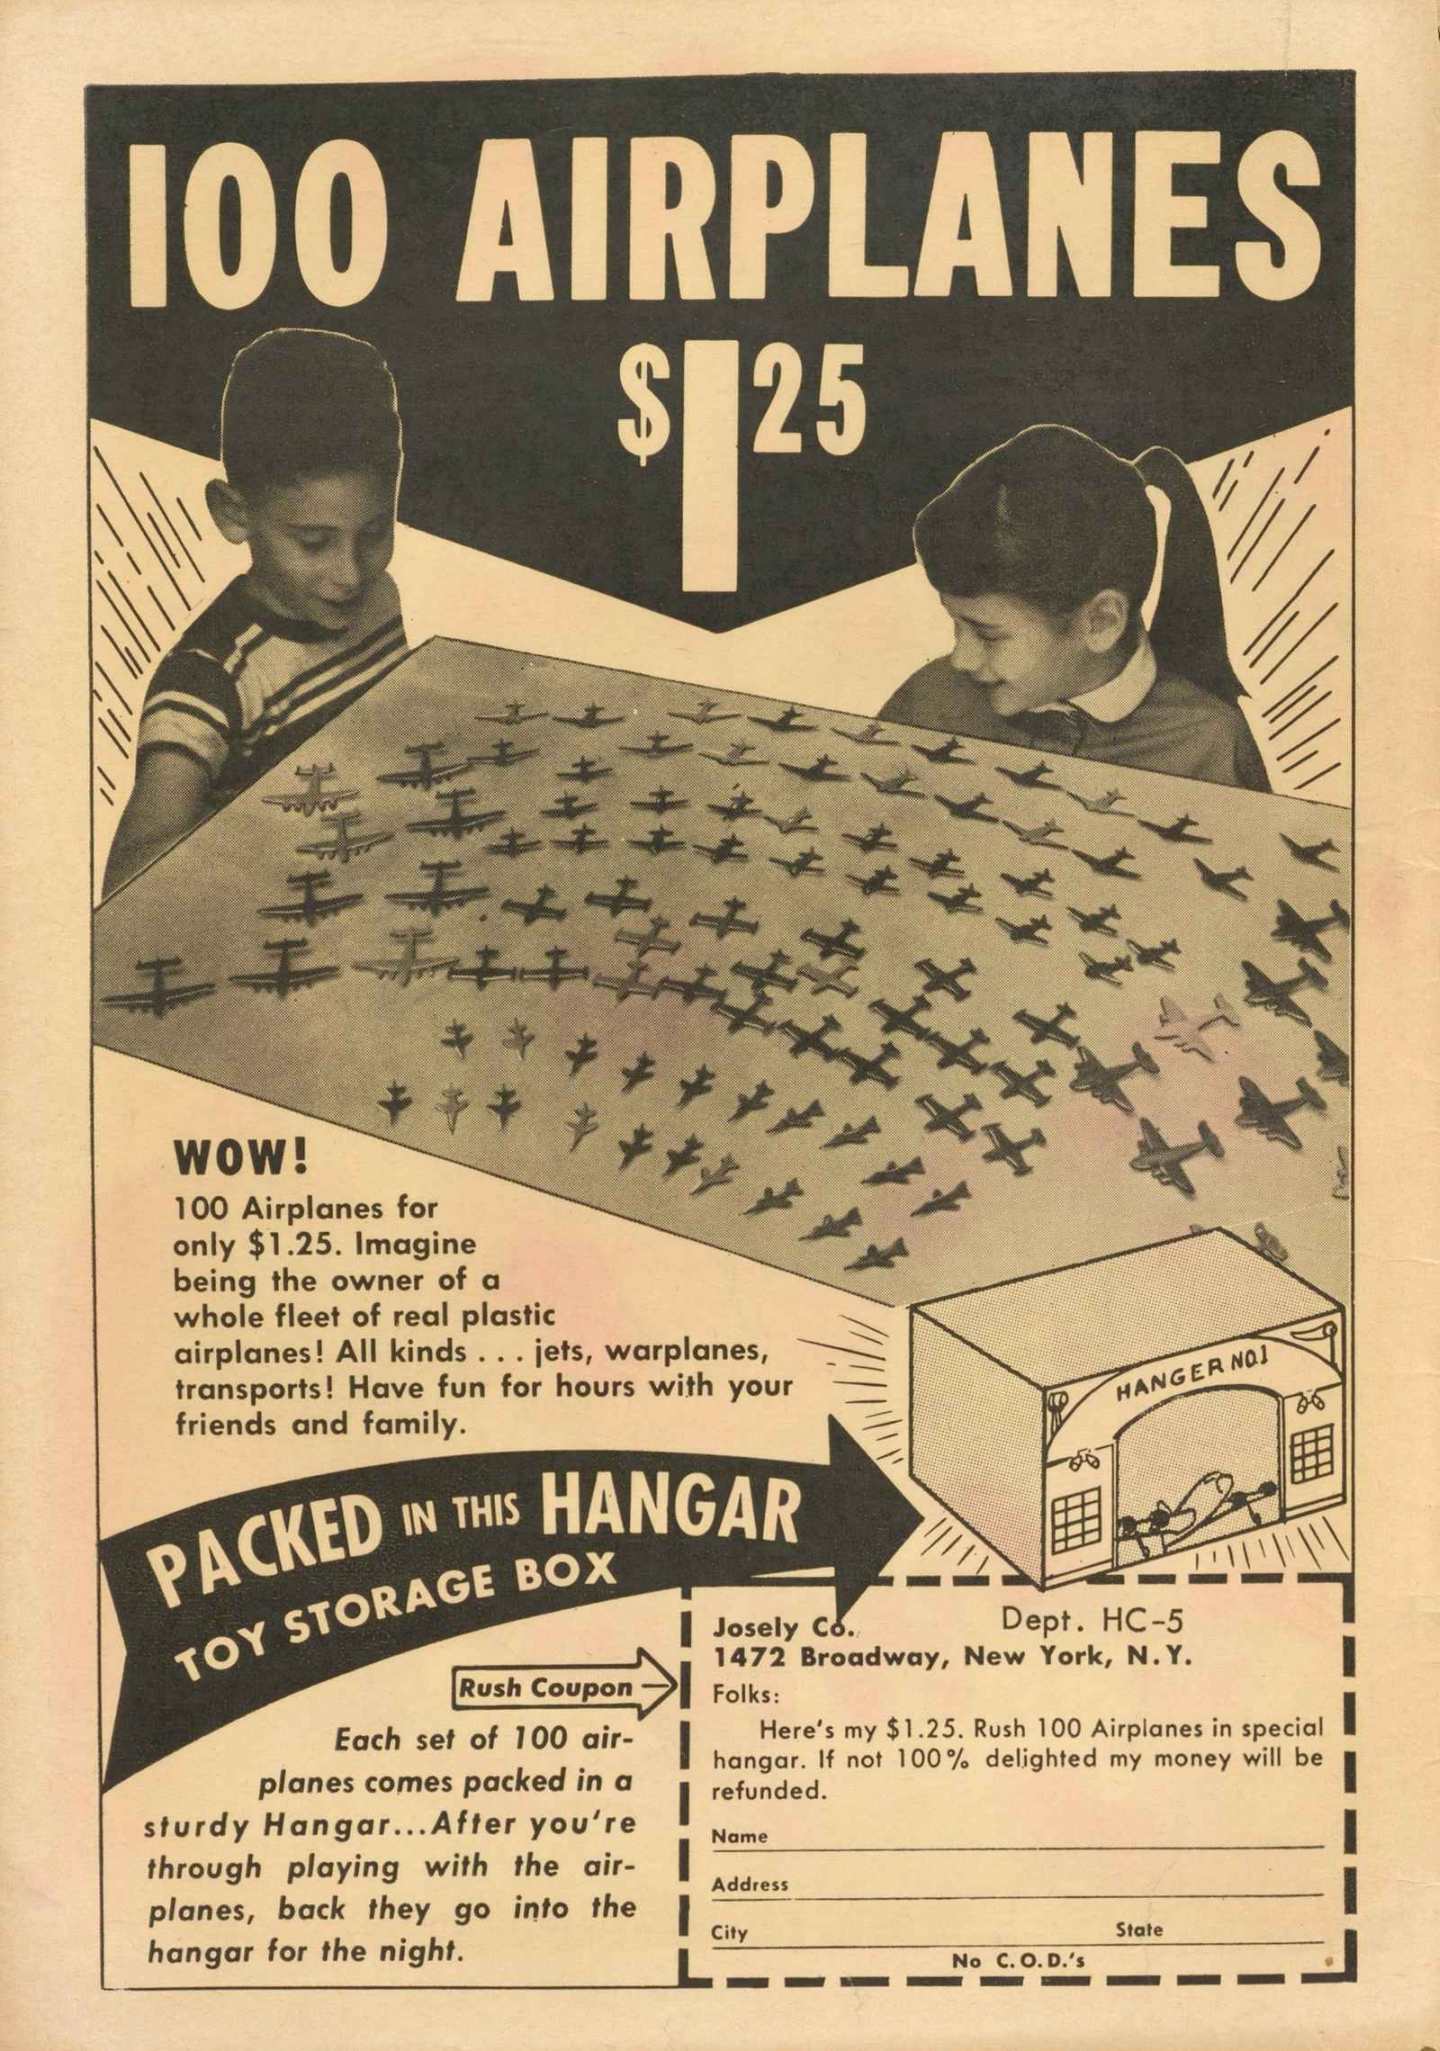 100 AIRPLANES
$1 25
WOW!
100 Airplanes for
only $1.25. Imagine
being the owner of a
whole fleet of real plastic
airplanes! All kinds . . . jets, warplanes,
transports! Have fun for hours with your
friends and family.
HANGER NO.1
PACKED IN THIS HANGAR
TOY STORAGE BOX
Rush Coupon
Each set of 100 air-
planes comes packed in a
sturdy Hangar...After you're
through playing with the air-
planes, back they go into the
hangar for the night.
Josely Co. Dept. HC-5
1472 Broadway, New York, N.Y.
Folks:
Here's my $1.25. Rush 100 Airplanes in special
hangar. If not 100% delighted my money will be
refunded.
Name
Address
City State
No C.O.D.'s